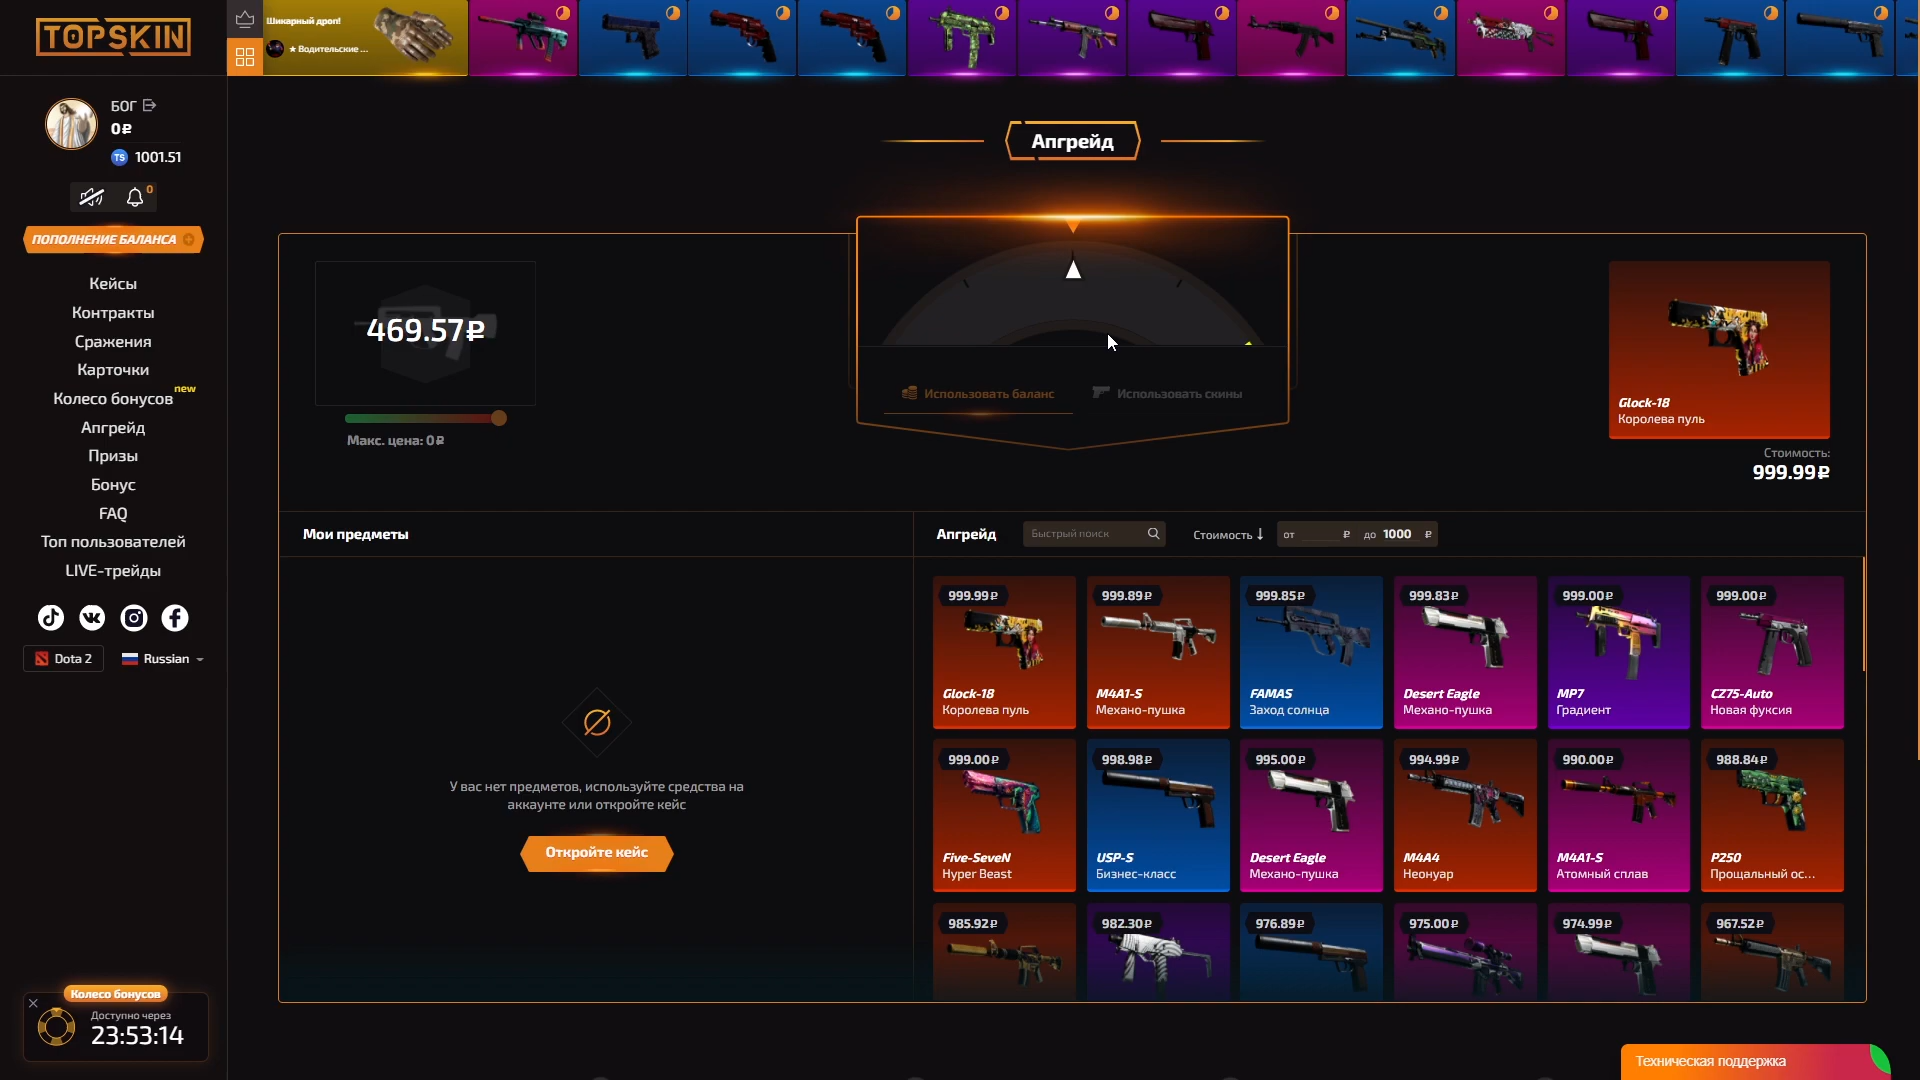 TOPSKIN
Шикарный дроп!
★ Водительские ...
БОГ
0₽
TS 1001.51
0
ПОПОЛНЕНИЕ БАЛАНСА
Кейсы
Контракты
Сражения
Карточки
Колесо бонусов new
Апгрейд
Призы
Бонус
FAQ
Топ пользователей
LIVE-трейды
Dota 2
Russian
Колесо бонусов
Доступно через
23:53:14
Апгрейд
469.57₽
Макс. цена: 0₽
Использовать баланс
Использовать скины
Glock-18
Королева пуль
Стоимость:
999.99₽
Мои предметы
У вас нет предметов, используйте средства на
аккаунте или откройте кейс
Откройте кейс
Апгрейд
Быстрый поиск
Стоимость
от ₽ до 1000 ₽
999.99₽
Glock-18
Королева пуль
999.89₽
M4A1-S
Механо-пушка
999.85₽
FAMAS
Заход солнца
999.83₽
Desert Eagle
Механо-пушка
999.00₽
MP7
Градиент
999.00₽
CZ75-Auto
Новая фуксия
999.00₽
Five-SeveN
Hyper Beast
998.98₽
USP-S
Бизнес-класс
995.00₽
Desert Eagle
Механо-пушка
994.99₽
M4A4
Неонуар
990.00₽
M4A1-S
Атомный сплав
988.84₽
P250
Прощальный ос...
985.92₽
982.30₽
976.89₽
975.00₽
974.99₽
967.52₽
Техническая поддержка